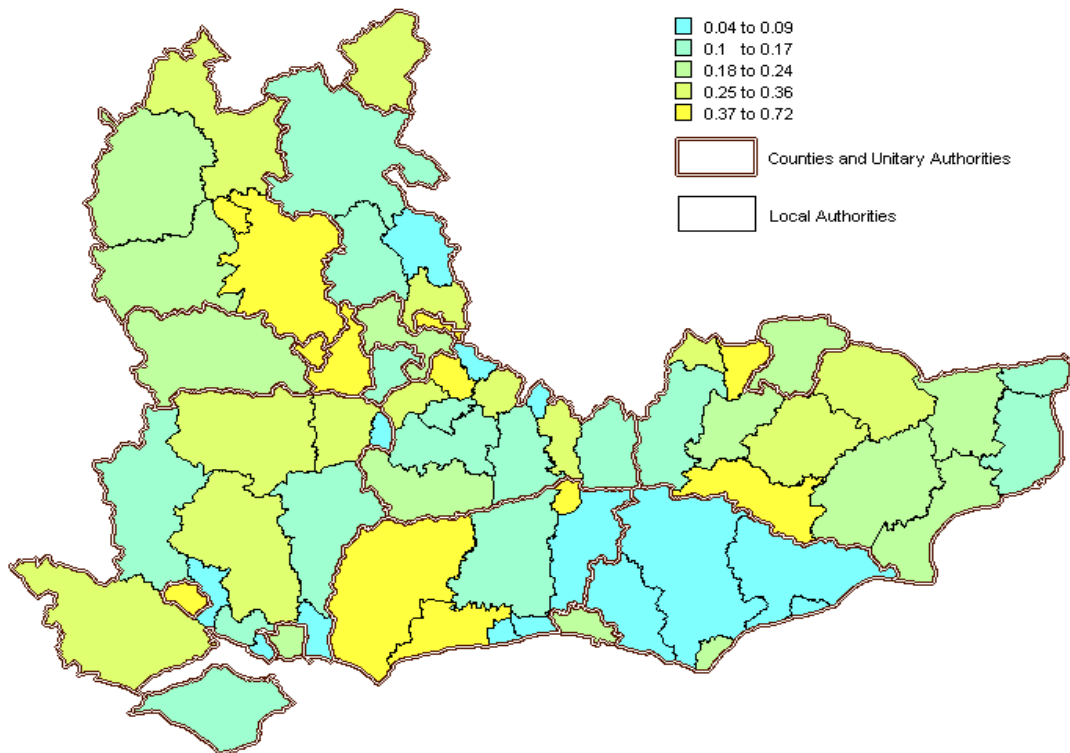 0.04 to 0.09
0.1 to 0.17
0.18 to 0.24
0.25 to 0.36
0.37 to 0.72
Counties and Unitary Authorities
Local Authorities